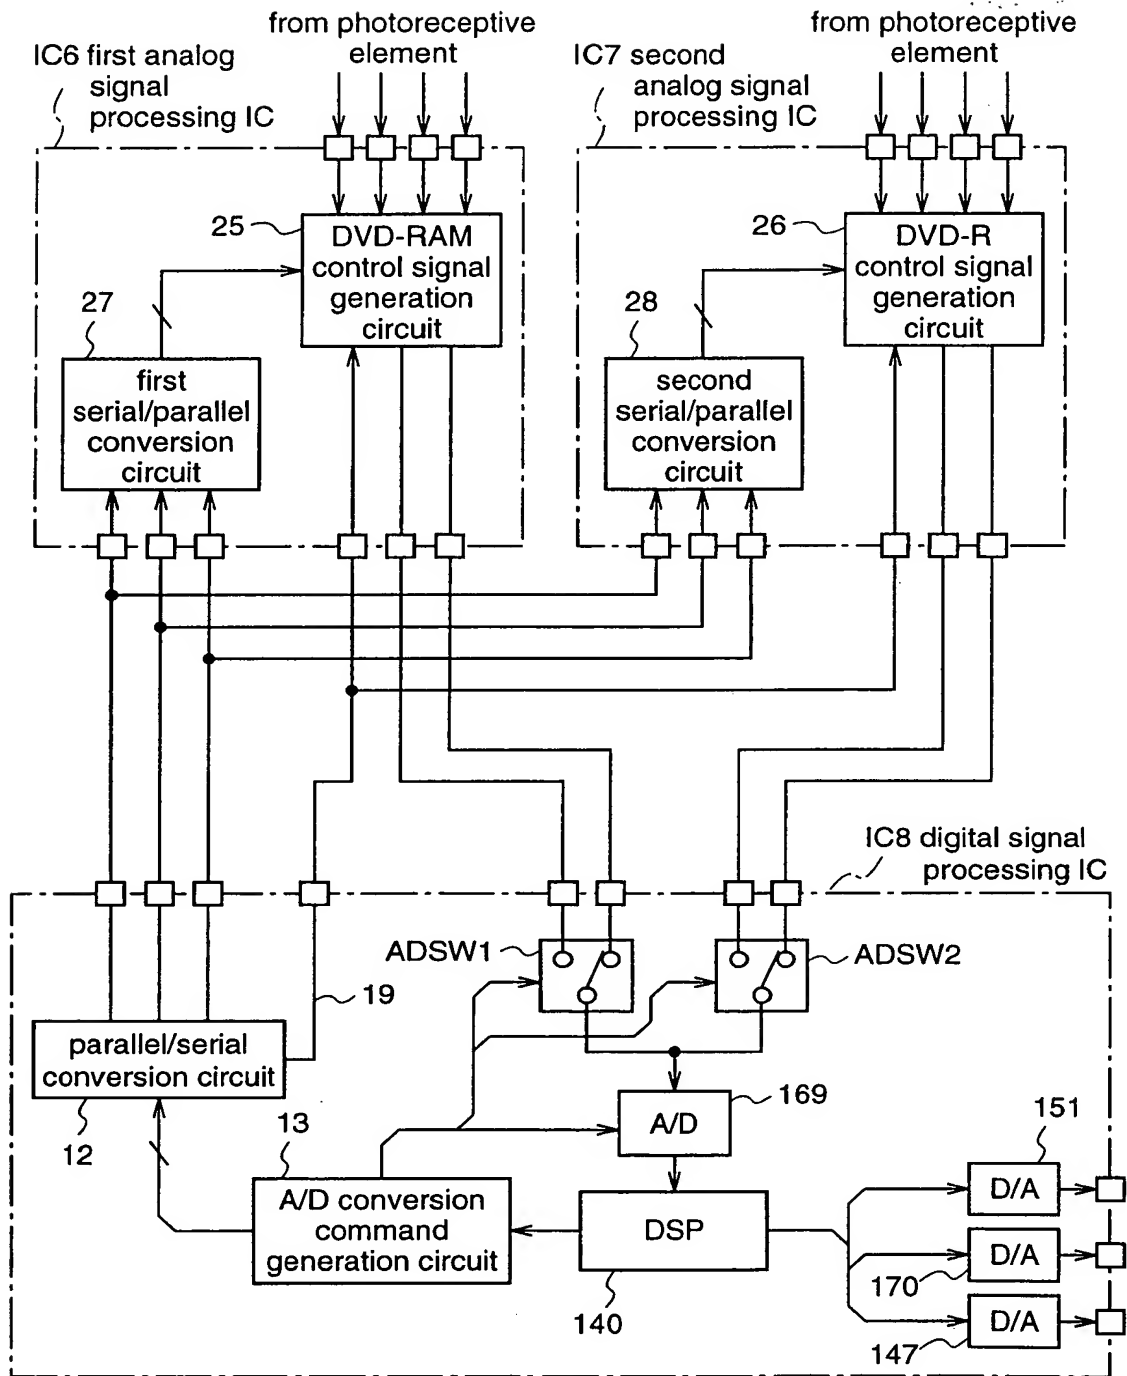 from photoreceptive
element
from photoreceptive
element
IC6 first analog
signal
processing IC
IC7 second
analog signal
processing IC
25
DVD-RAM
control signal
generation
circuit
26
DVD-R
control signal
generation
circuit
27
first
serial/parallel
conversion
circuit
28
second
serial/parallel
conversion
circuit
IC8 digital signal
processing IC
ADSW1
ADSW2
19
parallel/serial
conversion circuit
12
13
A/D conversion
command
generation circuit
169
A/D
DSP
140
151
D/A
D/A
170
D/A
147